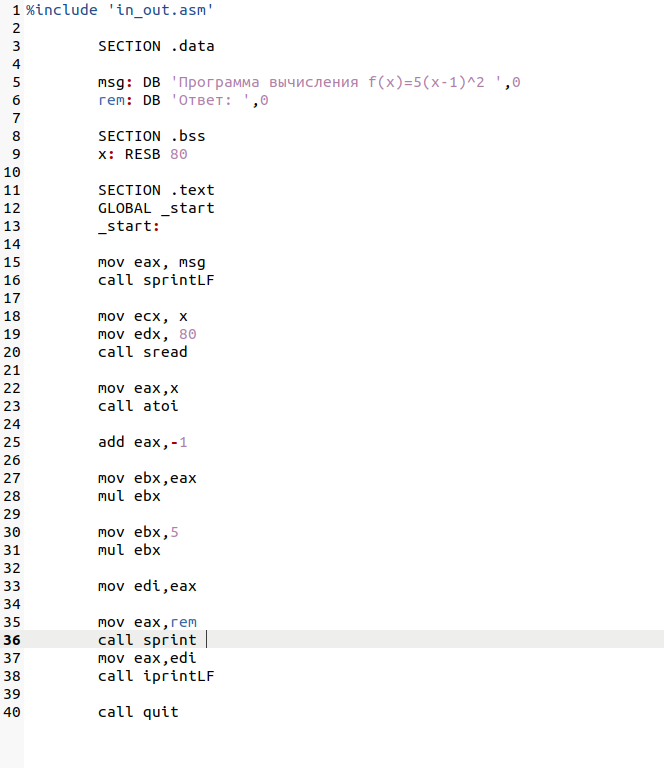 1 %include 'in_out.asm'
2
3 SECTION .data
4
5 msg: DB 'Программа вычисления f(x)=5(x-1)^2 ',0
6 rem: DB 'Ответ: ',0
7
8 SECTION .bss
9 x: RESB 80
10
11 SECTION .text
12 GLOBAL _start
13 _start:
14
15 mov eax, msg
16 call sprintLF
17
18 mov ecx, x
19 mov edx, 80
20 call sread
21
22 mov eax,x
23 call atoi
24
25 add eax,-1
26
27 mov ebx,eax
28 mul ebx
29
30 mov ebx,5
31 mul ebx
32
33 mov edi,eax
34
35 mov eax,rem
36 call sprint
37 mov eax,edi
38 call iprintLF
39
40 call quit